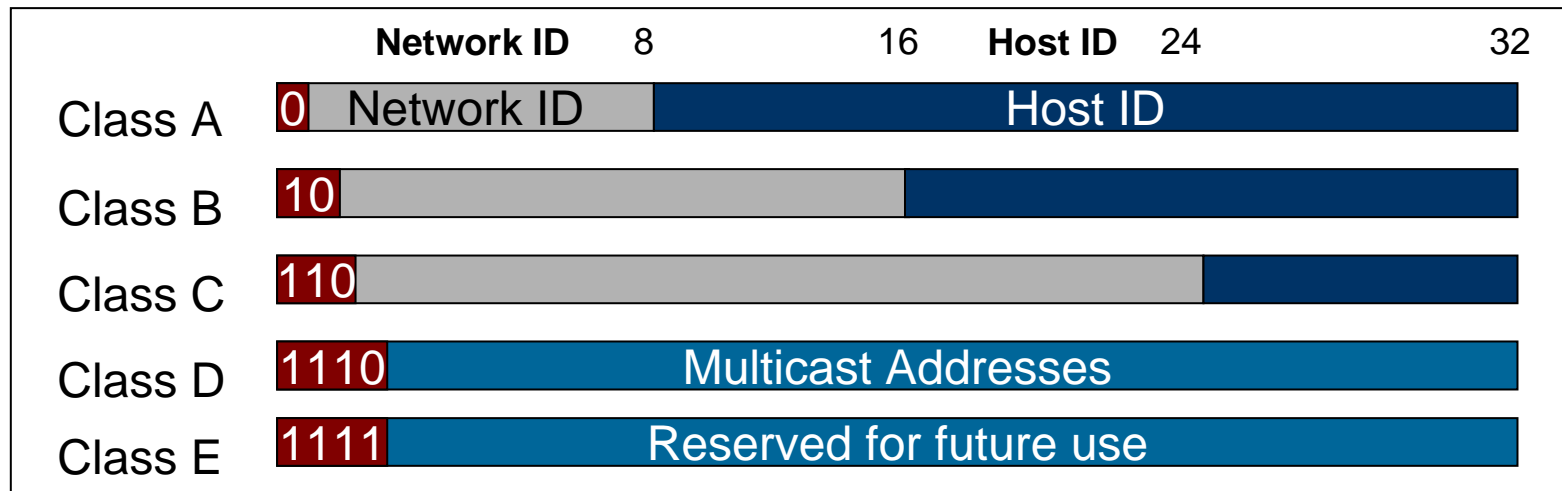 Network ID 8 16 Host ID 24 32
Class A 0 Network ID Host ID
Class B 10
Class C 110
Class D 1110 Multicast Addresses
Class E 1111 Reserved for future use